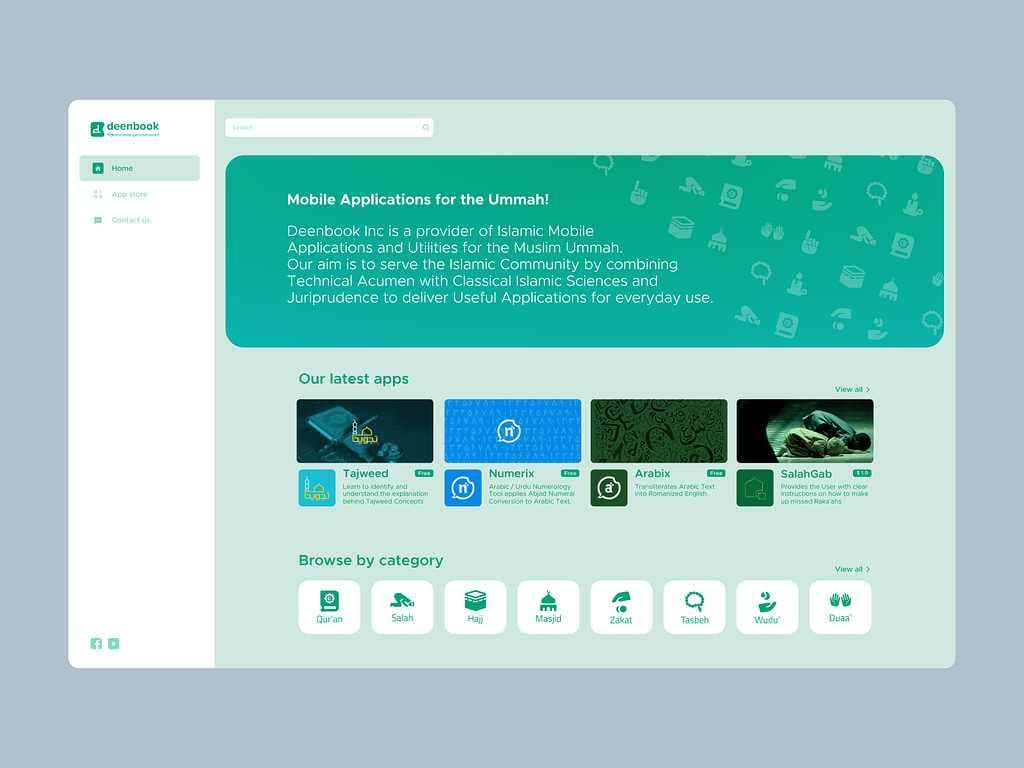 deenbook
Home
App store
Contact us
Search
Mobile Applications for the Ummah!
Deenbook Inc is a provider of Islamic Mobile
Applications and Utilities for the Muslim Ummah.
Our aim is to serve the Islamic Community by combining
Technical Acumen with Classical Islamic Sciences and
Juriprudence to deliver Useful Applications for everyday use.
Our latest apps
View all
تجويد
n
Tajweed
Free
Learn to identify and
understand the explanation
behind Tajweed Concepts
Numerix
Free
Arabic / Urdu Numerology
Tool applies Abjad Numeral
Conversion to Arabic Text.
Arabix
Free
Transliterates Arabic Text
into Romanized English
SalahGab
$ 1.9
Provides the User with clear
instructions on how to make
up missed Raka'ahs
تجويد
n
a
Browse by category
View all
Qur'an
Salah
Hajj
Masjid
Zakat
Tasbeh
Wudu'
Duaa'